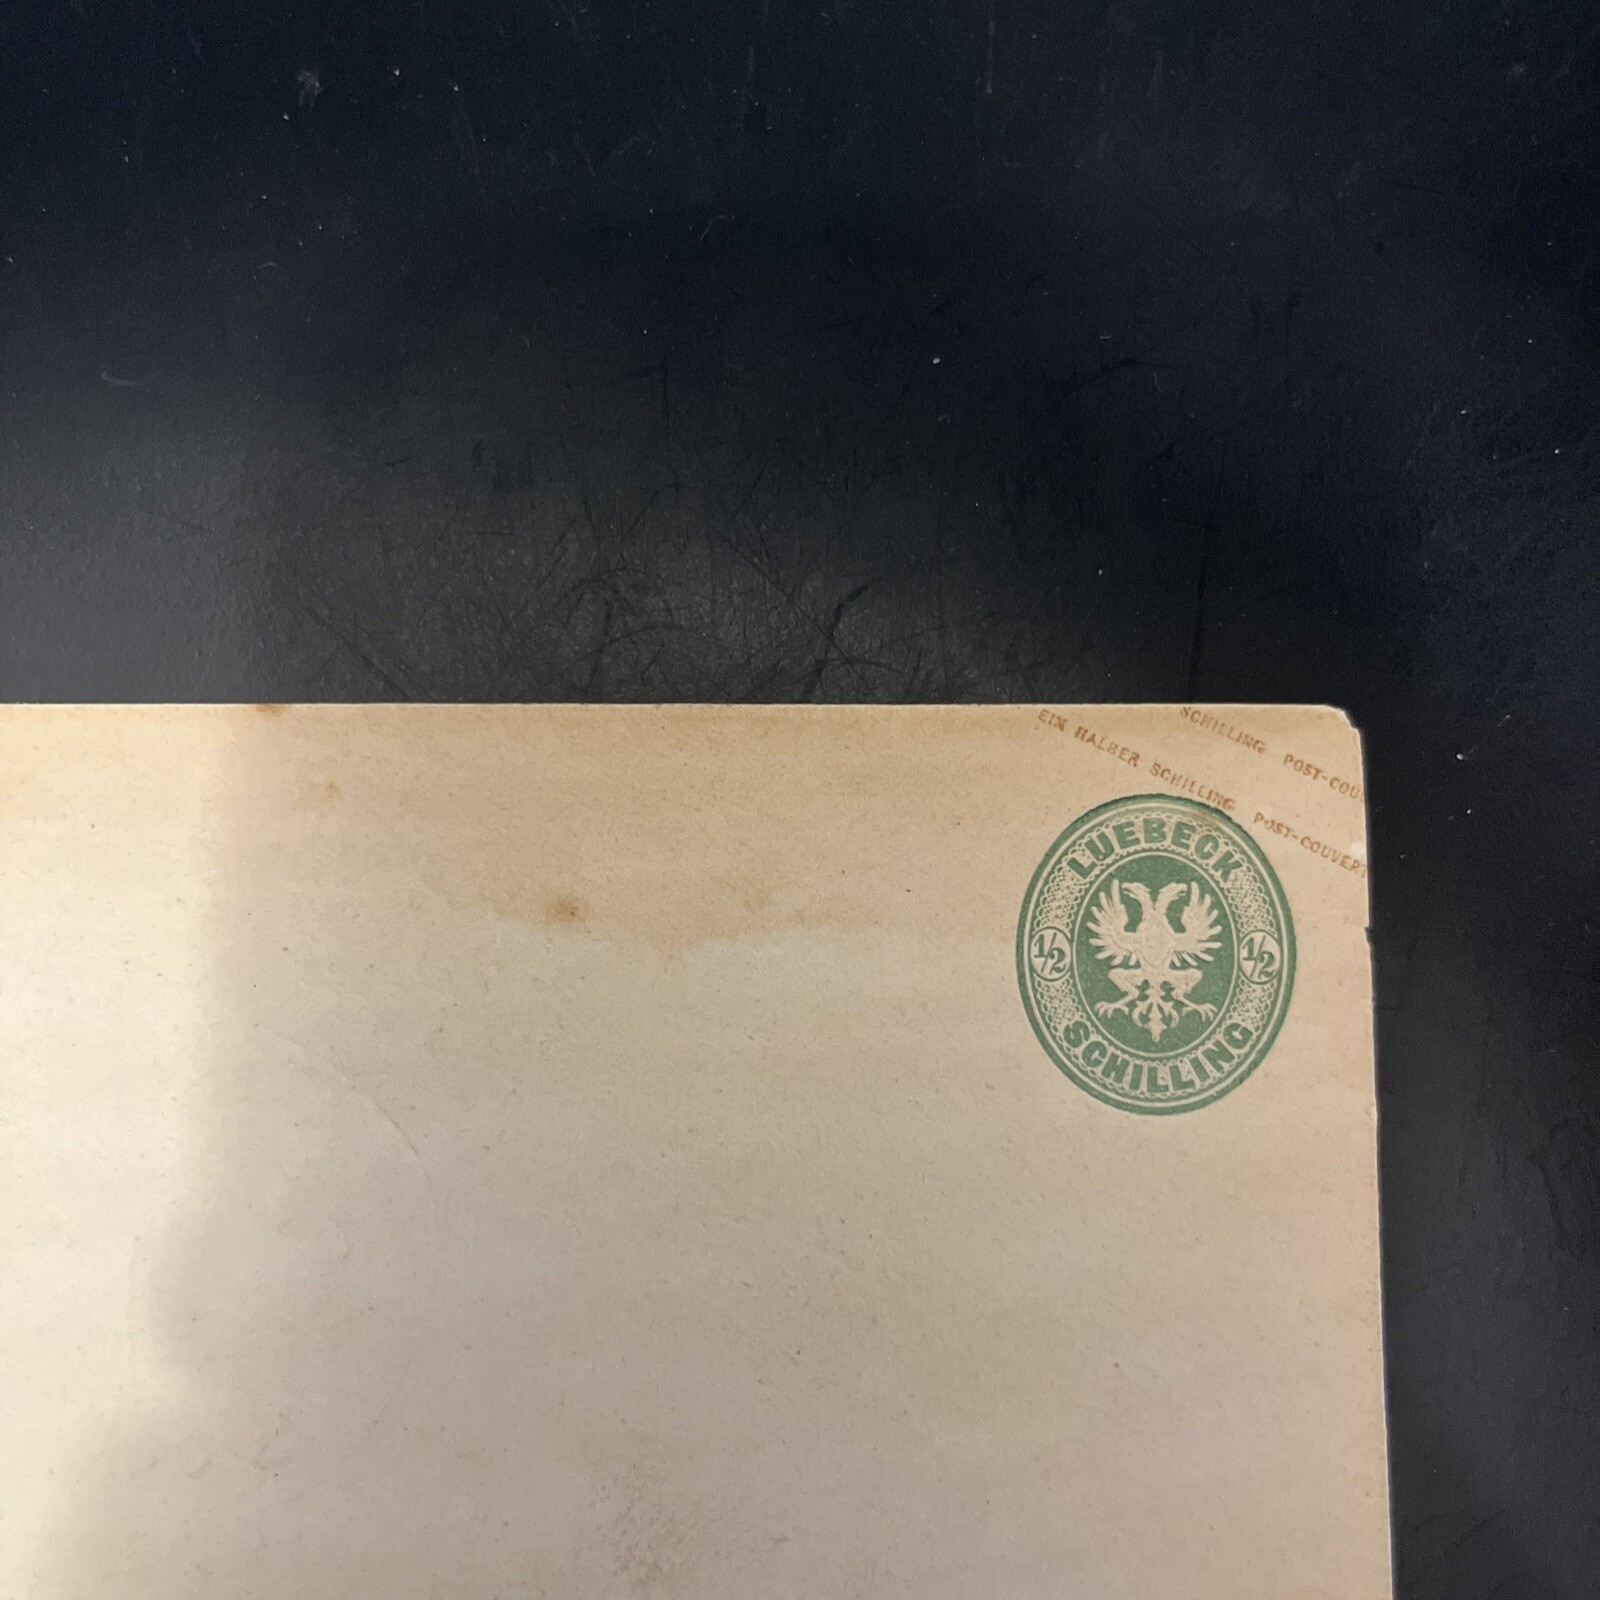 SCHILLING POST-COU
EIN HALBER SCHILLING POST-COUVERT
LUEBECK
1/2 1/2
SCHILLING